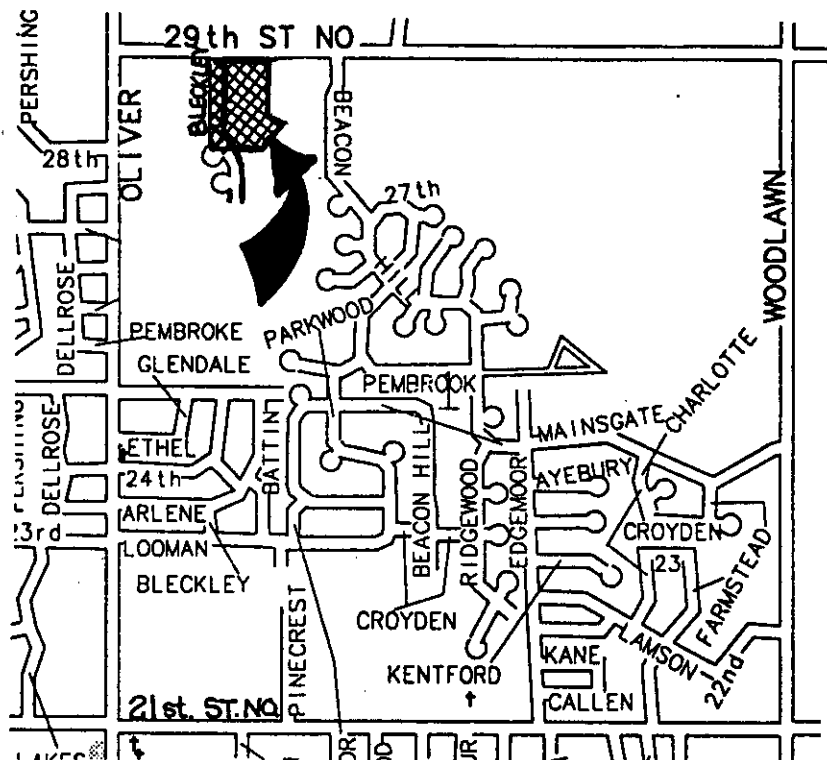 29th ST NO
PERSHING
BLECKLEY
OLIVER
BEACON
28th
27th
WOODLAWN
DELLROSE
PEMBROKE
PARKWOOD
GLENDALE
PEMBROOK
CHARLOTTE
MAINSGATE
DELLROSE
ETHEL
BATTIN
BEACON HILL
RIDGEWOOD
EDGEMOOR
AYEBURY
24th
ARLENE
CROYDEN
23rd
LOOMAN
23
FARMSTEAD
BLECKLEY
CROYDEN
PINECREST
KENTFORD
KANE
LAMSON
22nd
CALLEN
21st. ST. NO.
LAKES